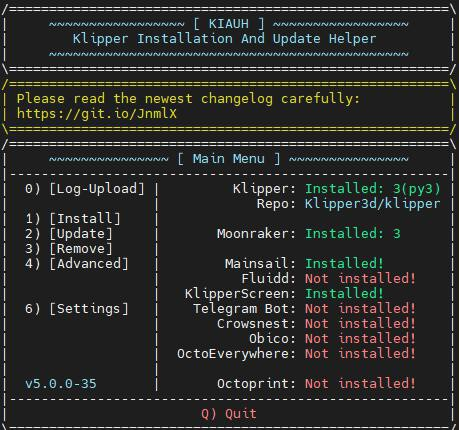 /=======================================================\
|     ~~~~~~~~~~~~~~~~~ [ KIAUH ] ~~~~~~~~~~~~~~~~~     |
|        Klipper Installation And Update Helper         |
|     ~~~~~~~~~~~~~~~~~~~~~~~~~~~~~~~~~~~~~~~~~~~~~     |
\=======================================================/
/=======================================================\
| Please read the newest changelog carefully:           |
| https://git.io/JnmlX                                  |
\=======================================================/
/=======================================================\
|     ~~~~~~~~~~~~~~~ [ Main Menu ] ~~~~~~~~~~~~~~~     |
|-------------------------------------------------------|
|  0) [Log-Upload] |         Klipper: Installed: 3(py3) |
|                  |            Repo: Klipper3d/klipper |
|  1) [Install]    |                                    |
|  2) [Update]     |       Moonraker: Installed: 3      |
|  3) [Remove]     |                                    |
|  4) [Advanced]   |        Mainsail: Installed!        |
|                  |          Fluidd: Not installed!    |
|                  |   KlipperScreen: Installed!        |
|  6) [Settings]   |    Telegram Bot: Not installed!    |
|                  |       Crowsnest: Not installed!    |
|                  |           Obico: Not installed!    |
|                  |  OctoEverywhere: Not installed!    |
|                  |                                    |
|  v5.0.0-35       |       Octoprint: Not installed!    |
|-------------------------------------------------------|
|                        Q) Quit                        |
\=======================================================/